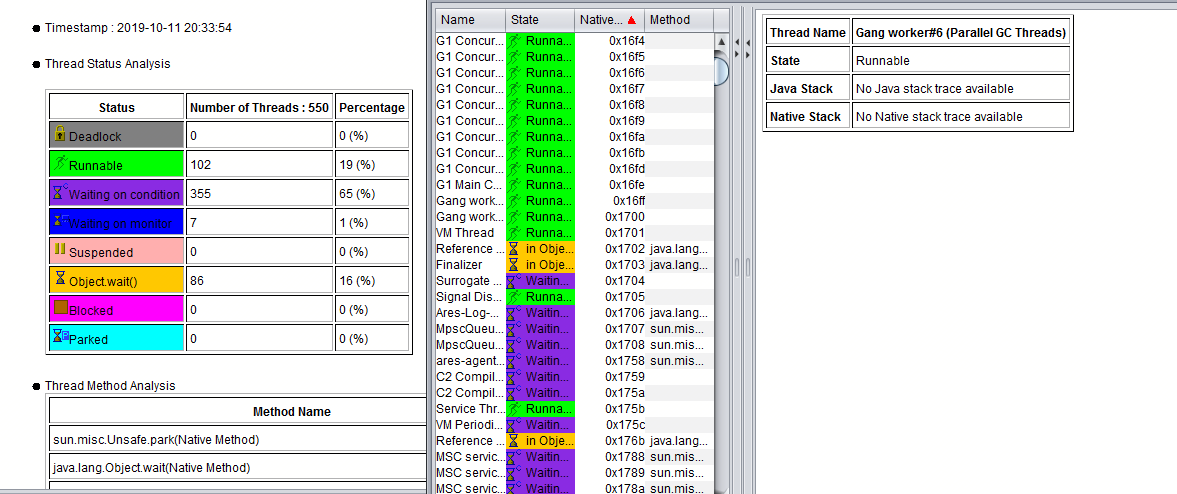 Timestamp : 2019-10-11 20:33:54
Thread Status Analysis
Status Number of Threads : 550 Percentage
Deadlock 0 0 (%)
Runnable 102 19 (%)
Waiting on condition 355 65 (%)
Waiting on monitor 7 1 (%)
Suspended 0 0 (%)
Object.wait() 86 16 (%)
Blocked 0 0 (%)
Parked 0 0 (%)
Thread Method Analysis
Method Name
sun.misc.Unsafe.park(Native Method)
java.lang.Object.wait(Native Method)
Name State Native... Method
G1 Concur... Runna... 0x16f4
G1 Concur... Runna... 0x16f5
G1 Concur... Runna... 0x16f6
G1 Concur... Runna... 0x16f7
G1 Concur... Runna... 0x16f8
G1 Concur... Runna... 0x16f9
G1 Concur... Runna... 0x16fa
G1 Concur... Runna... 0x16fb
G1 Concur... Runna... 0x16fd
G1 Main C... Runna... 0x16fe
Gang work... Runna... 0x16ff
Gang work... Runna... 0x1700
VM Thread Runna... 0x1701
Reference ... in Obje... 0x1702 java.lang...
Finalizer in Obje... 0x1703 java.lang...
Surrogate ... Waitin... 0x1704
Signal Dis... Runna... 0x1705
Ares-Log-... Waitin... 0x1706 java.lang...
MpscQueu... Waitin... 0x1707 sun.mis...
MpscQueu... Waitin... 0x1708 sun.mis...
ares-agent... Waitin... 0x1758 sun.mis...
C2 Compil... Waitin... 0x1759
C2 Compil... Waitin... 0x175a
Service Thr... Runna... 0x175b
VM Periodi... Waitin... 0x175c
Reference ... in Obje... 0x176b java.lang...
MSC servic... Waitin... 0x1788 sun.mis...
MSC servic... Waitin... 0x1789 sun.mis...
MSC servic... Waitin... 0x178a sun.mis...
Thread Name Gang worker#6 (Parallel GC Threads)
State Runnable
Java Stack No Java stack trace available
Native Stack No Native stack trace available